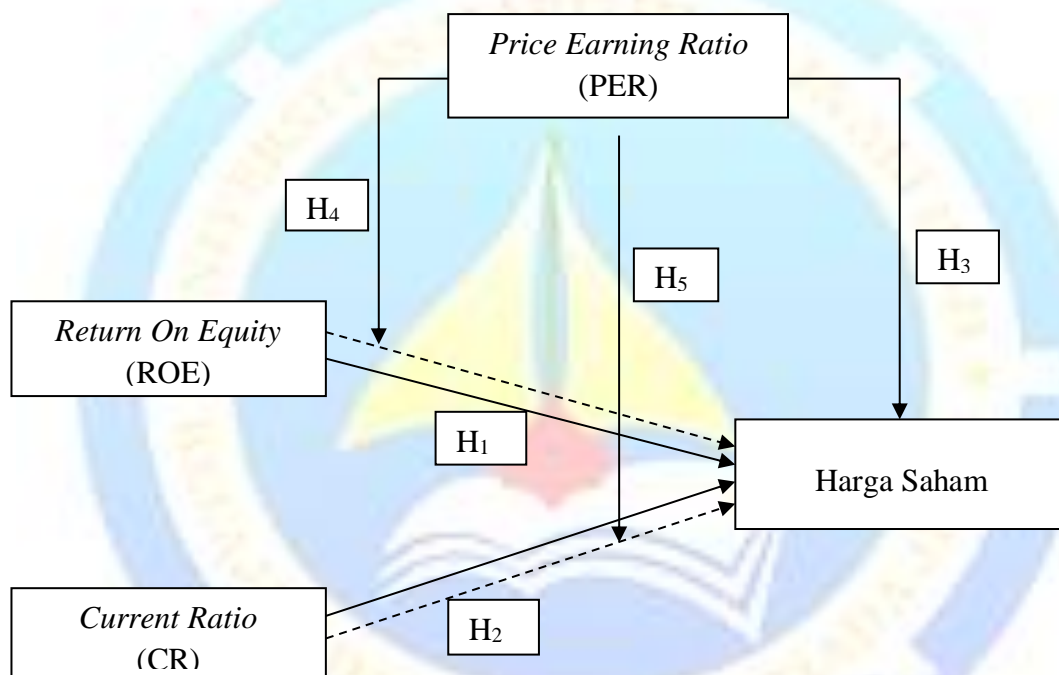 Price Earning Ratio
(PER)
H4
H5
H3
Return On Equity
(ROE)
H1
Harga Saham
Current Ratio
(CR)
H2